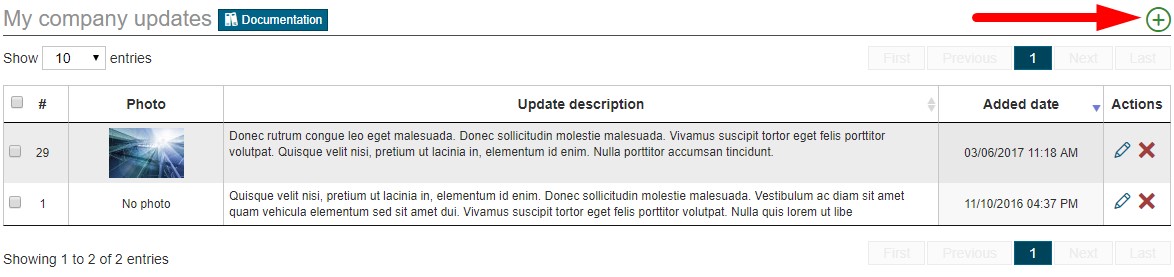 My company updates Documentation
Show 10 entries First Previous 1 Next Last
# Photo Update description Added date Actions
29 Donec rutrum congue leo eget malesuada. Donec sollicitudin molestie malesuada. Vivamus suscipit tortor eget felis porttitor
volutpat. Quisque velit nisi, pretium ut lacinia in, elementum id enim. Nulla porttitor accumsan tincidunt.
03/06/2017 11:18 AM
1 No photo Quisque velit nisi, pretium ut lacinia in, elementum id enim. Donec sollicitudin molestie malesuada. Vestibulum ac diam sit amet
quam vehicula elementum sed sit amet dui. Vivamus suscipit tortor eget felis porttitor volutpat. Nulla quis lorem ut libe
11/10/2016 04:37 PM
Showing 1 to 2 of 2 entries First Previous 1 Next Last